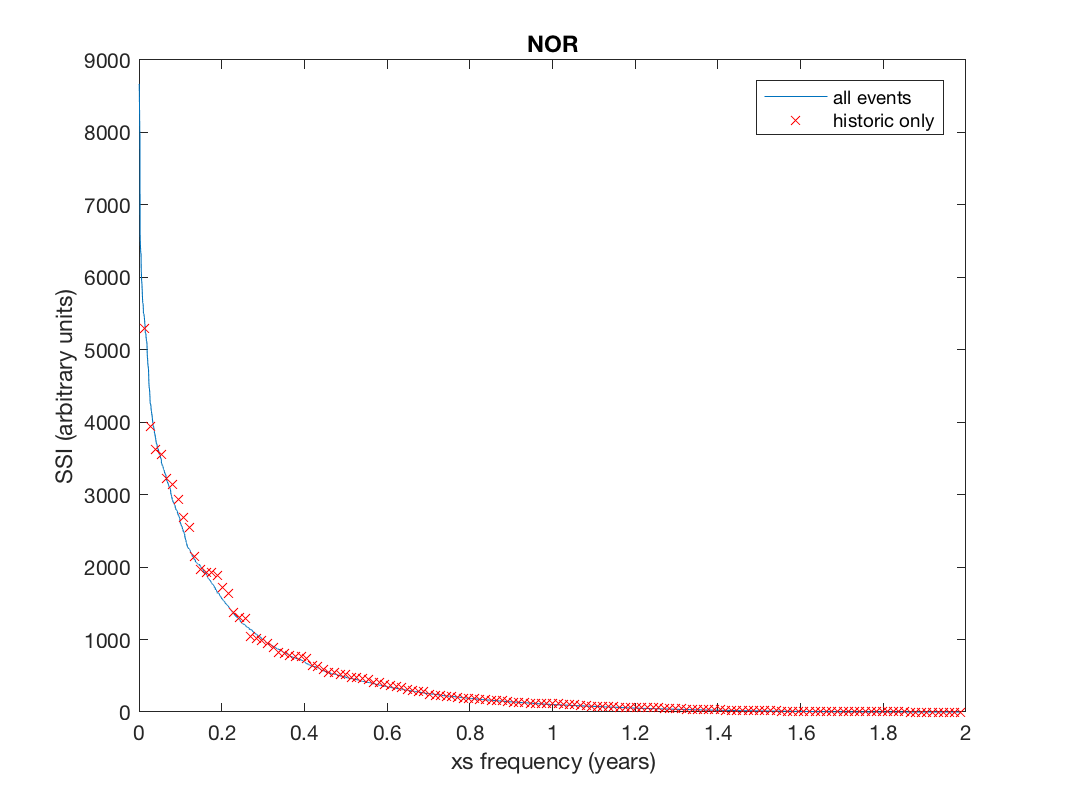 NOR
9000
8000
7000
6000
5000
4000
3000
2000
1000
0
SSI (arbitrary units)
all events
historic only
0 0.2 0.4 0.6 0.8 1 1.2 1.4 1.6 1.8 2
xs frequency (years)